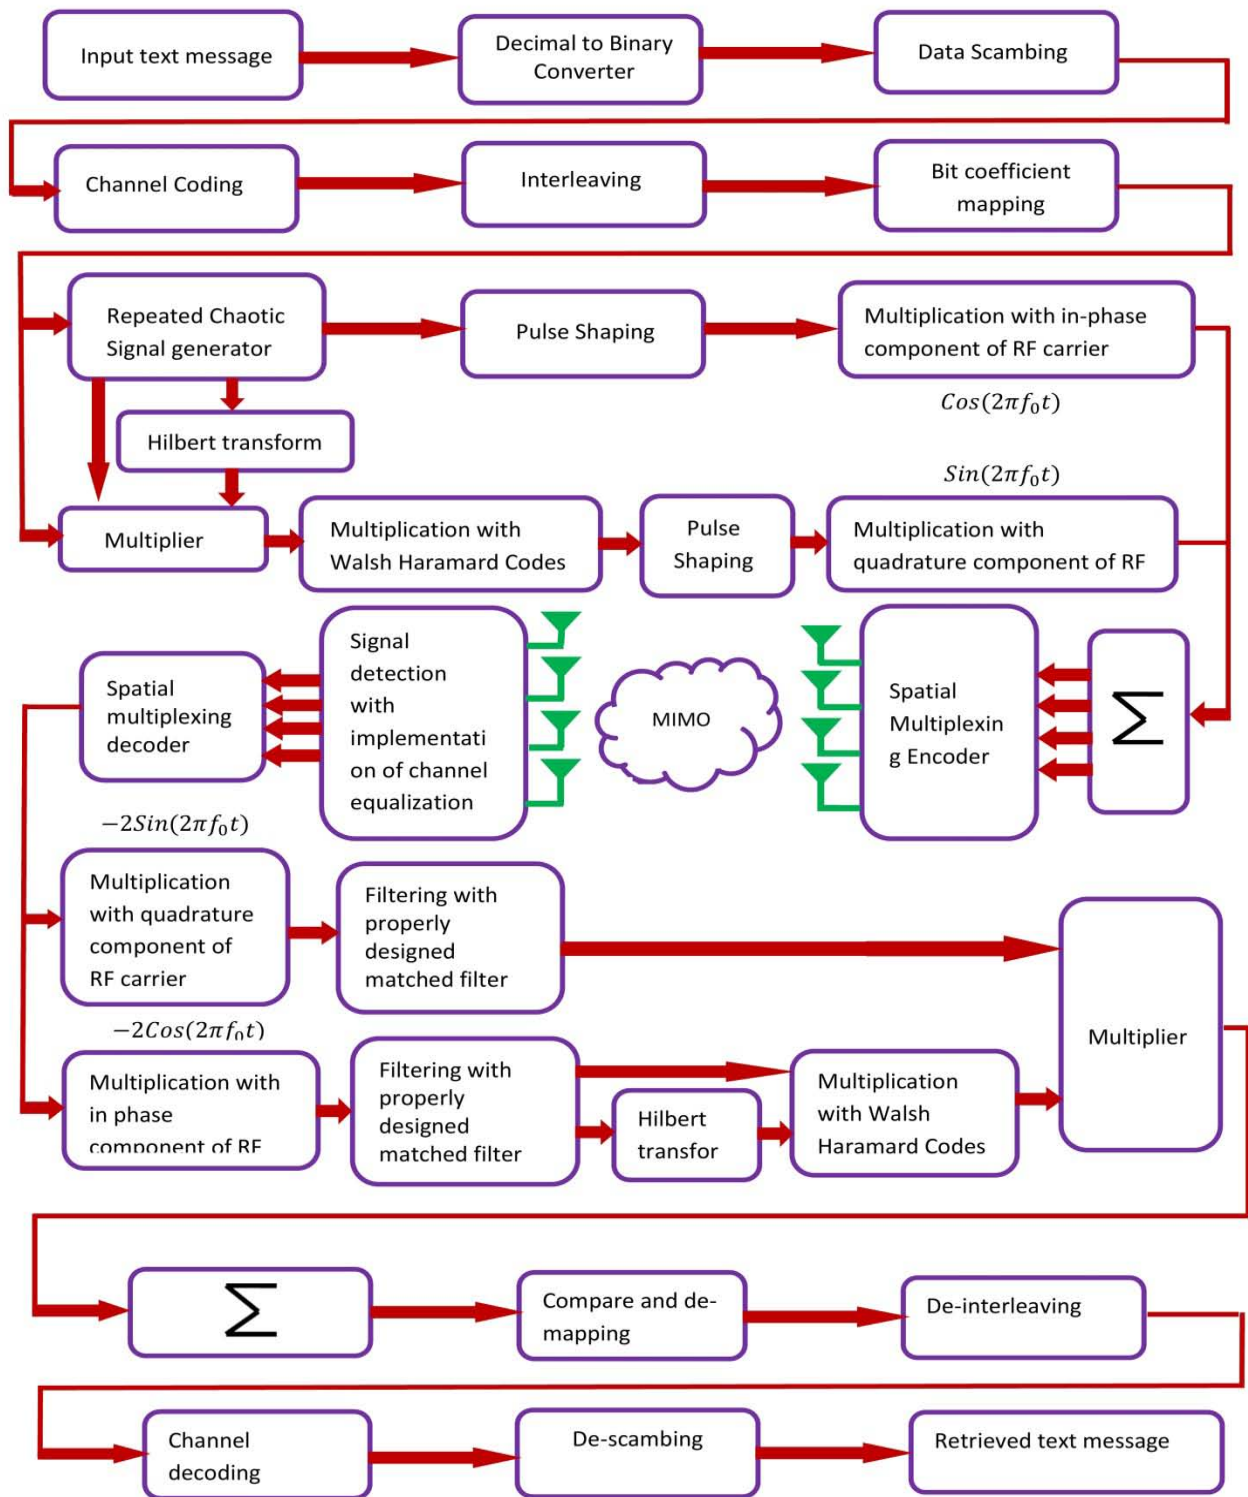 Input text message
Decimal to Binary
Converter
Data Scambing
Channel Coding
Interleaving
Bit coefficient
mapping
Repeated Chaotic
Signal generator
Pulse Shaping
Multiplication with in-phase
component of RF carrier
Cos(2πf₀t)
Hilbert transform
Sin(2πf₀t)
Multiplier
Multiplication with
Walsh Haramard Codes
Pulse
Shaping
Multiplication with
quadrature component of RF
Spatial
multiplexing
decoder
Signal
detection
with
implementati
on of channel
equalization
MIMO
Spatial
Multiplexin
g Encoder
∑
−2Sin(2πf₀t)
Multiplication
with quadrature
component of
RF carrier
Filtering with
properly
designed
matched filter
Multiplier
−2Cos(2πf₀t)
Multiplication with
in phase
component of RF
Filtering with
properly
designed
matched filter
Hilbert
transfor
Multiplication
with Walsh
Haramard Codes
∑
Compare and de-
mapping
De-interleaving
Channel
decoding
De-scambing
Retrieved text message